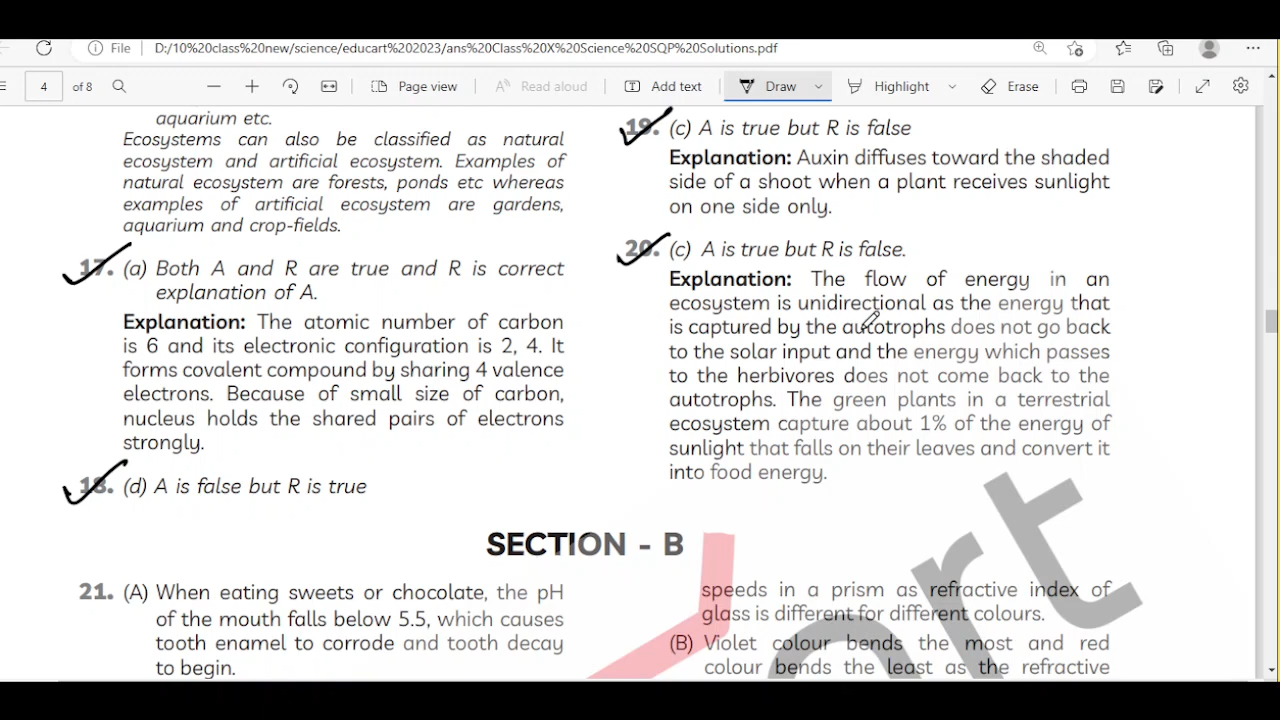 File
D:/10%20class%20new/science/educart%202023/ans%20Class%20X%20Science%20SQP%20Solutions.pdf
4
of 8
Page view
Read aloud
Add text
Draw
Highlight
Erase
aquarium etc.
Ecosystems can also be classified as natural
ecosystem and artificial ecosystem. Examples of
natural ecosystem are forests, ponds etc whereas
examples of artificial ecosystem are gardens,
aquarium and crop-fields.
17. (a) Both A and R are true and R is correct
explanation of A.
Explanation: The atomic number of carbon
is 6 and its electronic configuration is 2, 4. It
forms covalent compound by sharing 4 valence
electrons. Because of small size of carbon,
nucleus holds the shared pairs of electrons
strongly.
18. (d) A is false but R is true
19. (c) A is true but R is false
Explanation: Auxin diffuses toward the shaded
side of a shoot when a plant receives sunlight
on one side only.
20. (c) A is true but R is false.
Explanation: The flow of energy in an
ecosystem is unidirectional as the energy that
is captured by the autotrophs does not go back
to the solar input and the energy which passes
to the herbivores does not come back to the
autotrophs. The green plants in a terrestrial
ecosystem capture about 1% of the energy of
sunlight that falls on their leaves and convert it
into food energy.
SECTION - B
21. (A) When eating sweets or chocolate, the pH
of the mouth falls below 5.5, which causes
tooth enamel to corrode and tooth decay
to begin.
speeds in a prism as refractive index of
glass is different for different colours.
(B) Violet colour bends the most and red
colour bends the least as the refractive
ort